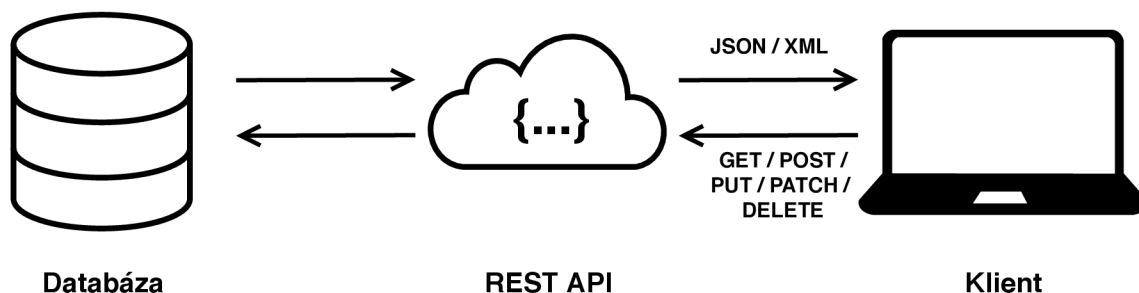 JSON / XML
{...}
GET / POST /
PUT / PATCH /
DELETE
Databáza
REST API
Klient